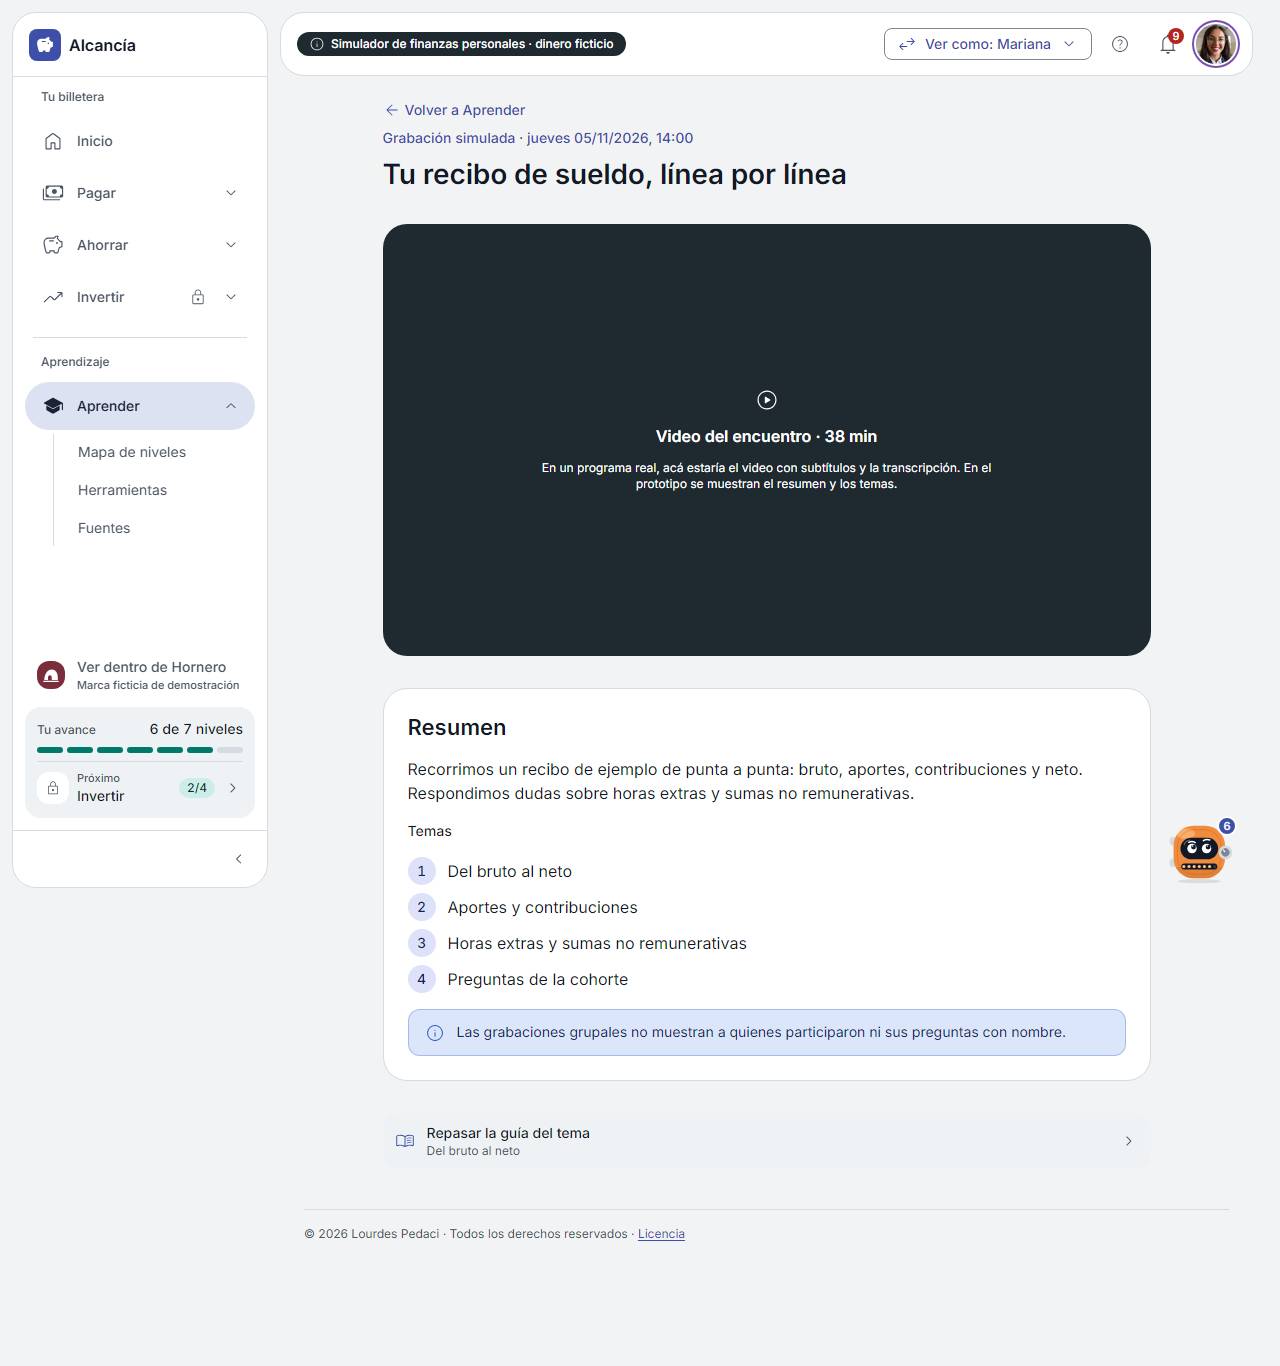 Alcancía
Simulador de finanzas personales · dinero ficticio
Ver como: Mariana
9
Tu billetera
Inicio
Pagar
Ahorrar
Invertir
Aprendizaje
Aprender
Mapa de niveles
Herramientas
Fuentes
Ver dentro de Hornero
Marca ficticia de demostración
Tu avance
6 de 7 niveles
Próximo
Invertir
2/4
Volver a Aprender
Grabación simulada · jueves 05/11/2026, 14:00
Tu recibo de sueldo, línea por línea
Video del encuentro · 38 min
En un programa real, acá estaría el video con subtítulos y la transcripción. En el
prototipo se muestran el resumen y los temas.
Resumen
Recorrimos un recibo de ejemplo de punta a punta: bruto, aportes, contribuciones y neto.
Respondimos dudas sobre horas extras y sumas no remunerativas.
Temas
1 Del bruto al neto
2 Aportes y contribuciones
3 Horas extras y sumas no remunerativas
4 Preguntas de la cohorte
Las grabaciones grupales no muestran a quienes participaron ni sus preguntas con nombre.
6
Repasar la guía del tema
Del bruto al neto
© 2026 Lourdes Pedaci · Todos los derechos reservados · Licencia